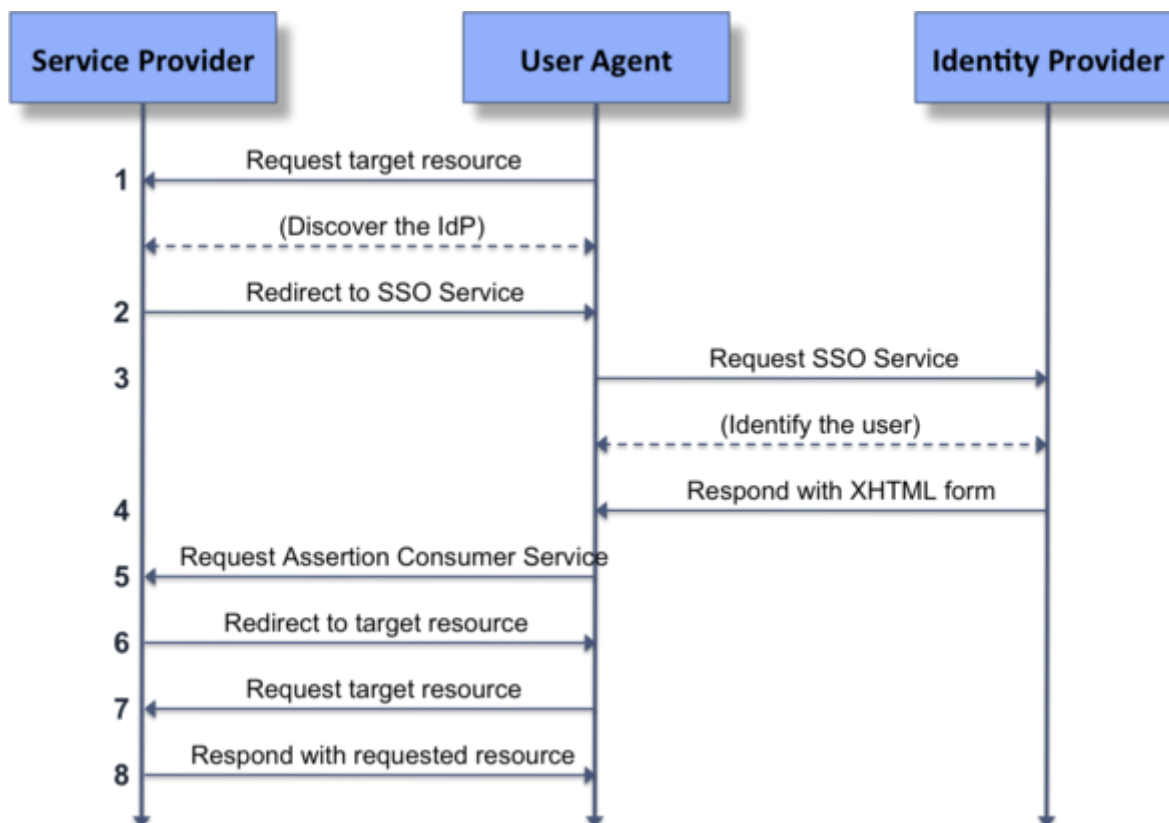 Service Provider
User Agent
Identity Provider
Request target resource
1
(Discover the IdP)
Redirect to SSO Service
2
Request SSO Service
3
(Identify the user)
Respond with XHTML form
4
Request Assertion Consumer Service
5
Redirect to target resource
6
Request target resource
7
Respond with requested resource
8